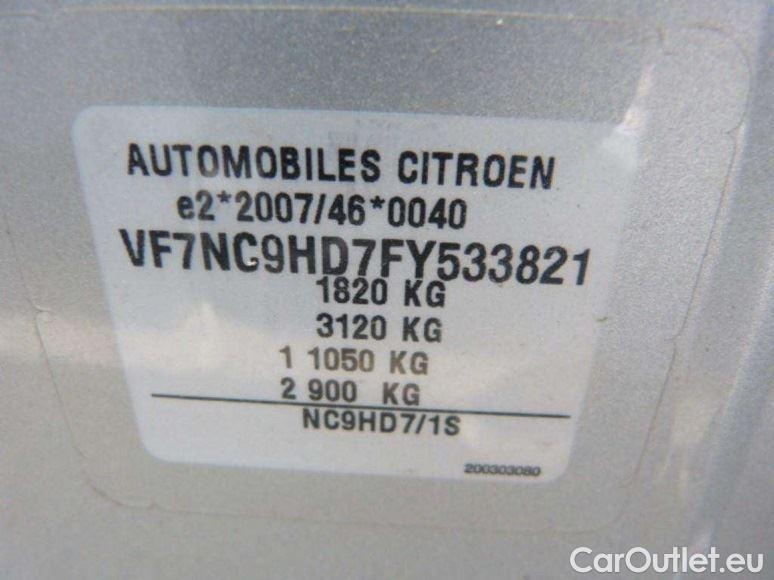 AUTOMOBILES CITROEN
e2*2007/46*0040
VF7NC9HD7FY533821
1820 KG
3120 KG
1 1050 KG
2 900 KG
NC9HD7/1S
200303080
CarOutlet.eu